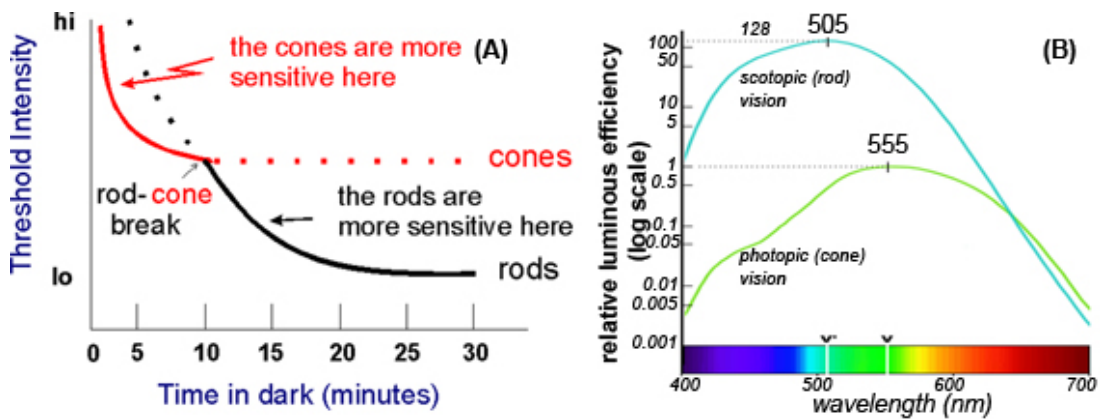 hi
Threshold Intensity
lo
the cones are more
sensitive here
(A)
cones
rod-cone
break
the rods are
more sensitive here
rods
0 5 10 15 20 25 30
Time in dark (minutes)
relative luminous efficiency
(log scale)
100
50
10
5
1
0.5
0.1
0.05
0.01
0.005
0.001
128
505
(B)
scotopic (rod)
vision
555
photopic (cone)
vision
400 500 600 700
wavelength (nm)